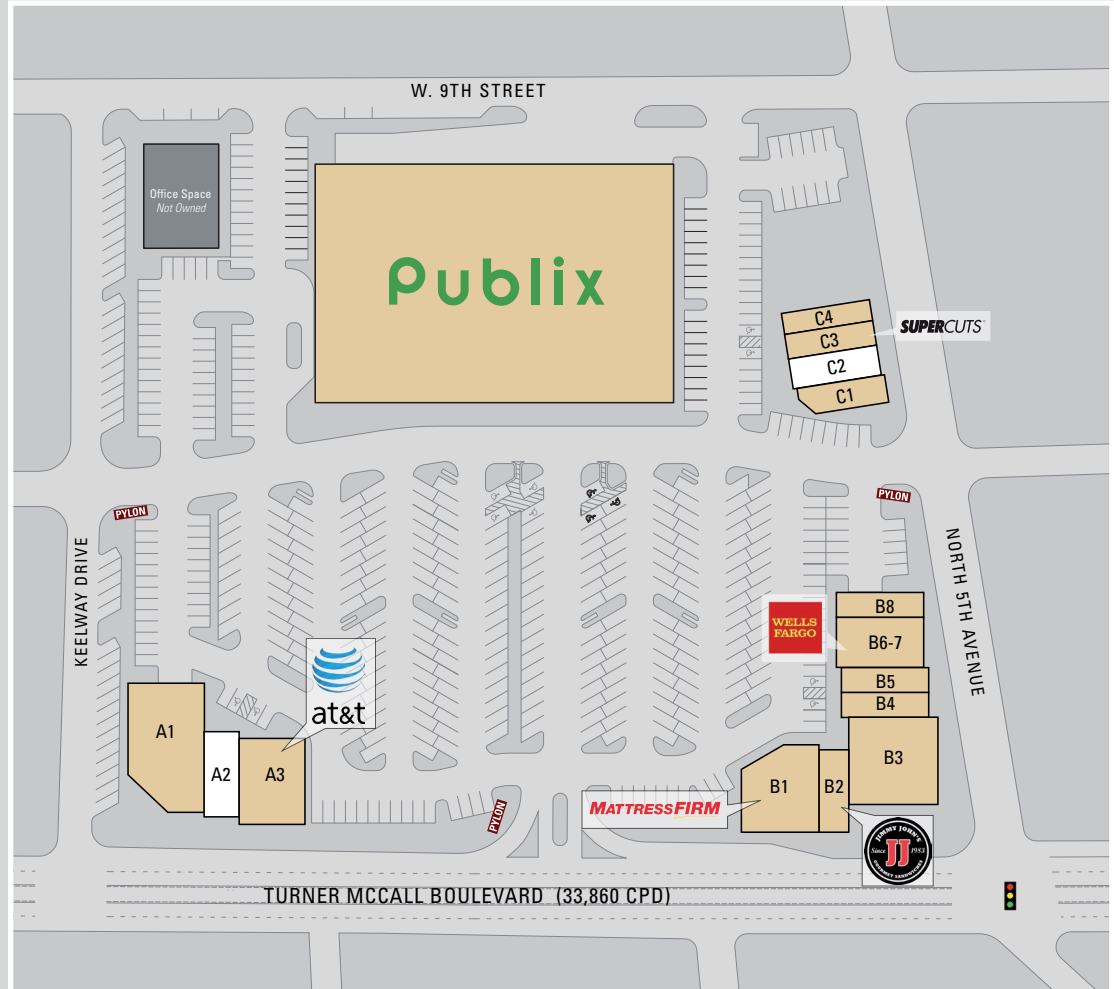 W. 9TH STREET
Office Space
Not Owned
Publix
C4
C3
C2
C1
SUPERCUTS
PYLON
PYLON
KEELWAY DRIVE
NORTH 5TH AVENUE
WELLS
FARGO
B8
B6-7
B5
B4
B3
at&t
A1
A2
A3
B1
B2
MATTRESSFIRM
PYLON
JIMMY JOHN'S
Since JJ 1983
GOURMET SANDWICHES
TURNER MCCALL BOULEVARD (33,860 CPD)